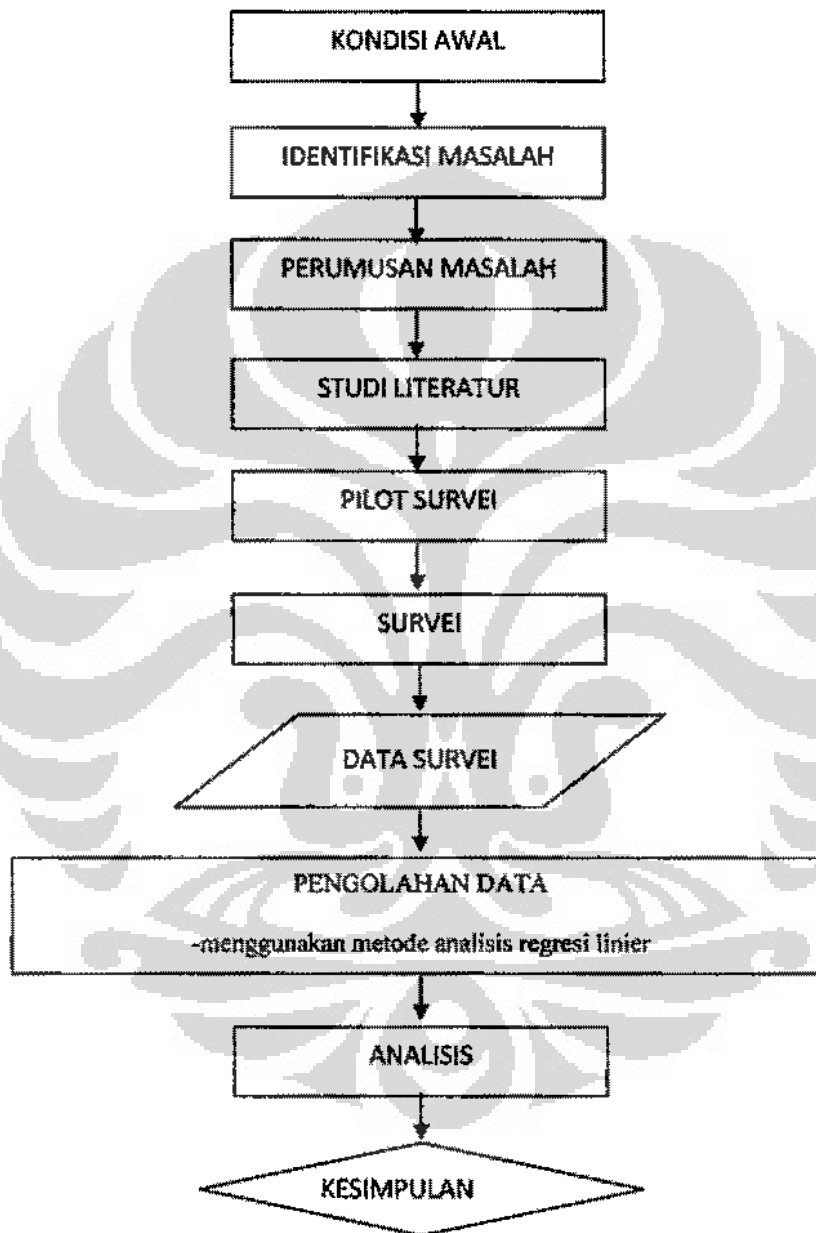 KONDISI AWAL
IDENTIFIKASI MASALAH
PERUMUSAN MASALAH
STUDI LITERATUR
PILOT SURVEI
SURVEI
DATA SURVEI
PENGOLAHAN DATA
-menggunakan metode analisis regresi linier
ANALISIS
KESIMPULAN